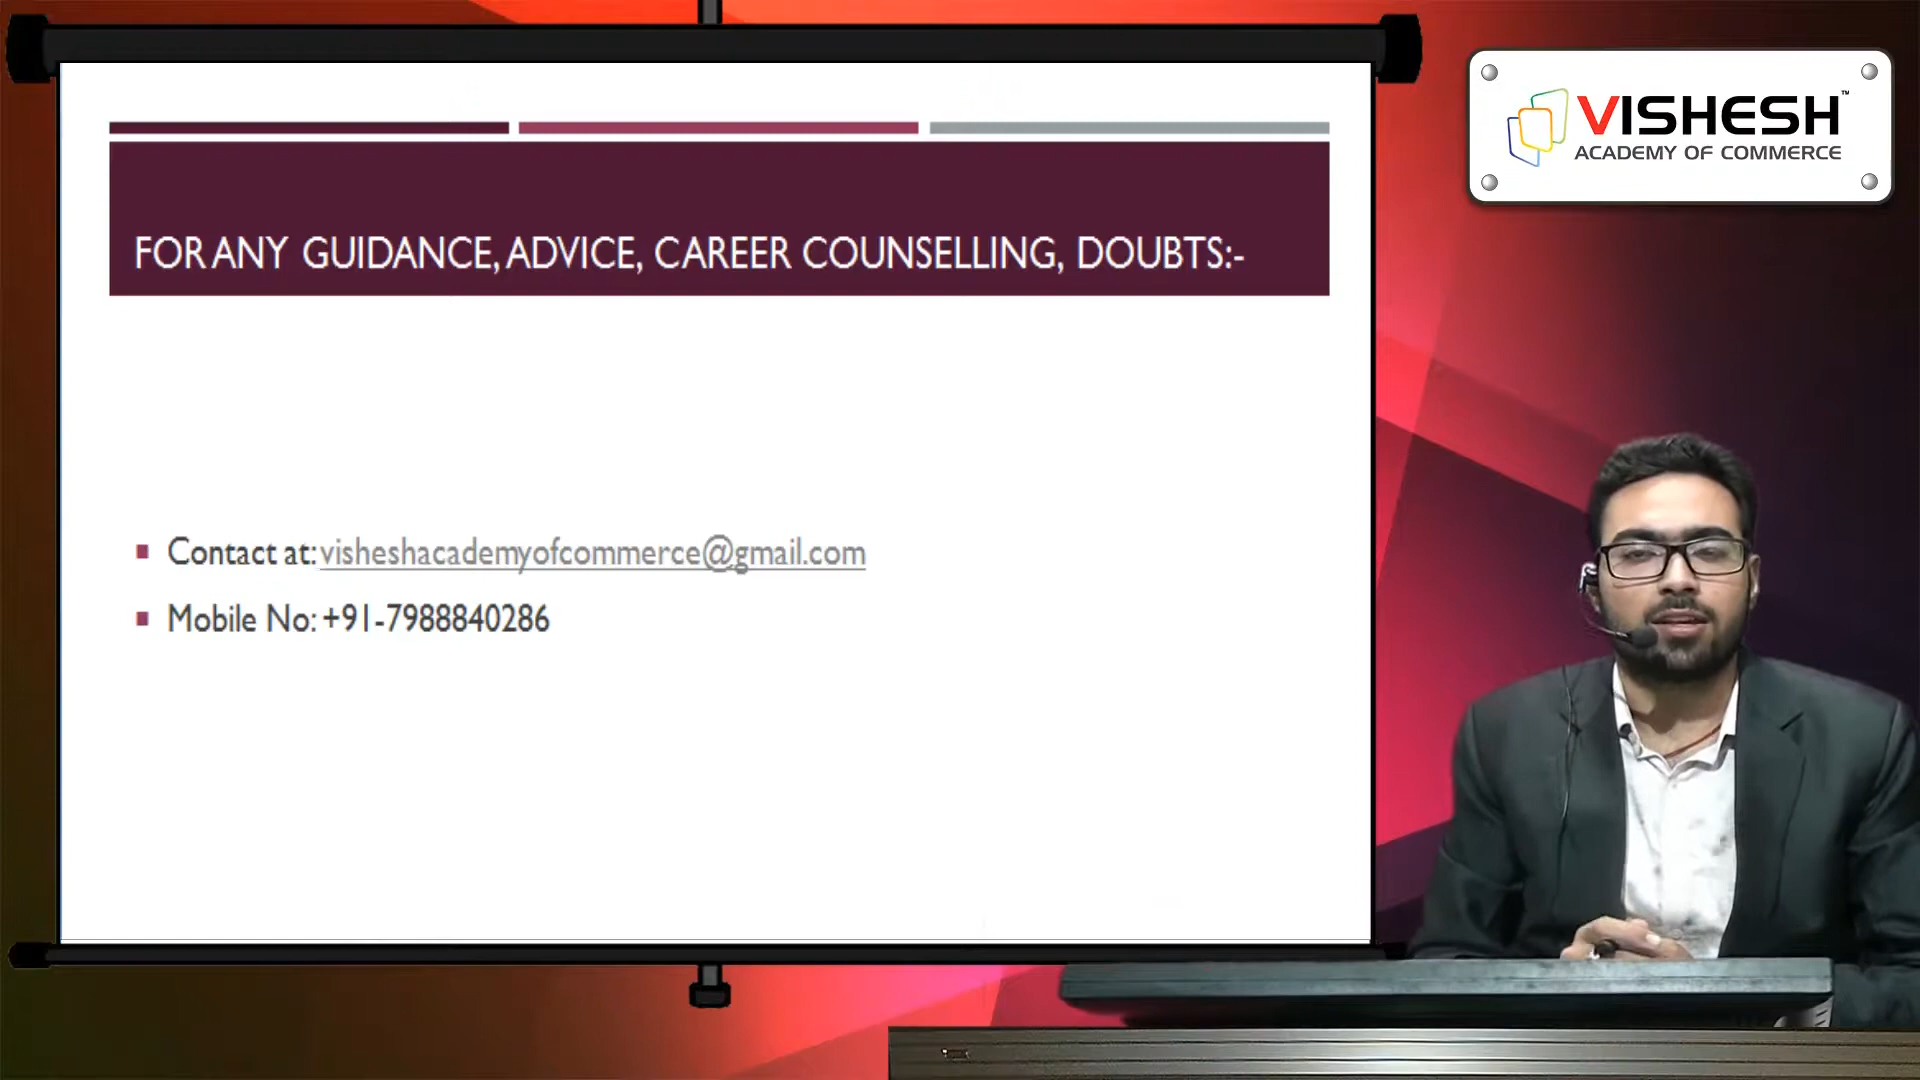 VISHESH™
ACADEMY OF COMMERCE
FOR ANY GUIDANCE, ADVICE, CAREER COUNSELLING, DOUBTS:-
Contact at: visheshacademyofcommerce@gmail.com
Mobile No: +91-7988840286